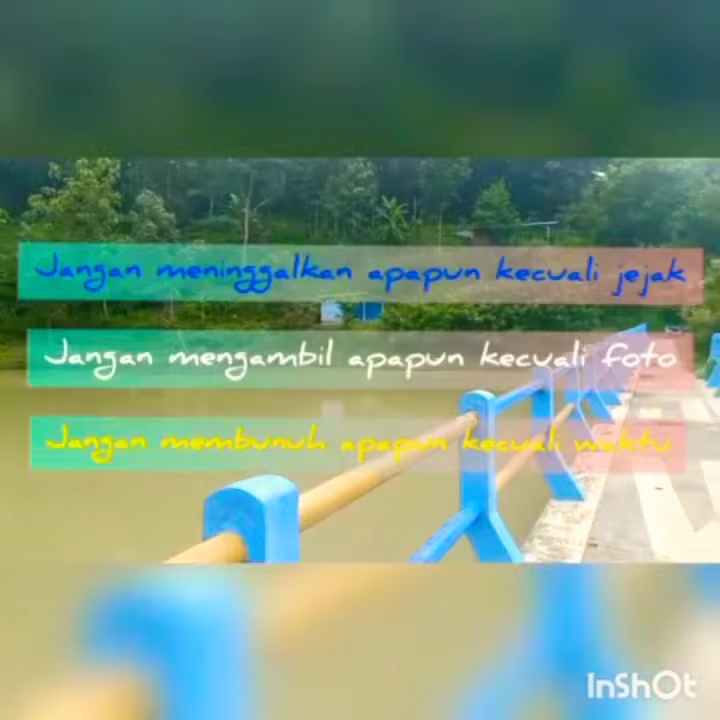 Jangan meninggalkan apapun kecuali jejak
Jangan mengambil apapun kecuali foto
Jangan membunuh apapun kecuali waktu
InShOt